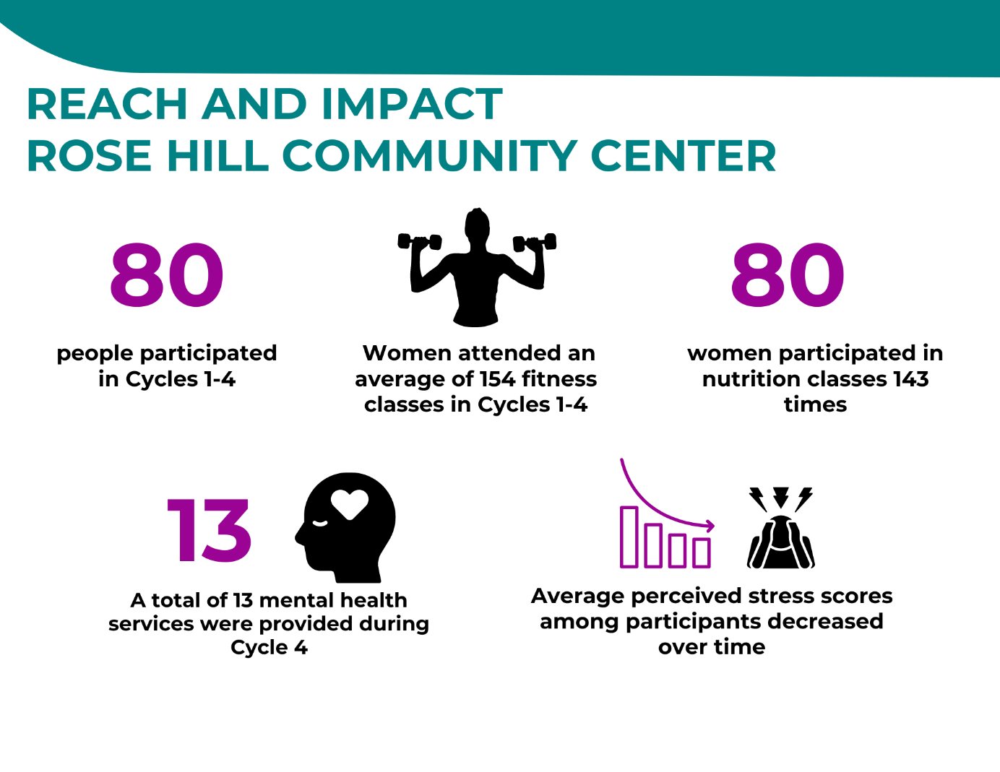 REACH AND IMPACT
ROSE HILL COMMUNITY CENTER
80
people participated
in Cycles 1-4
Women attended an
average of 154 fitness
classes in Cycles 1-4
80
women participated in
nutrition classes 143
times
13
A total of 13 mental health
services were provided during
Cycle 4
Average perceived stress scores
among participants decreased
over time